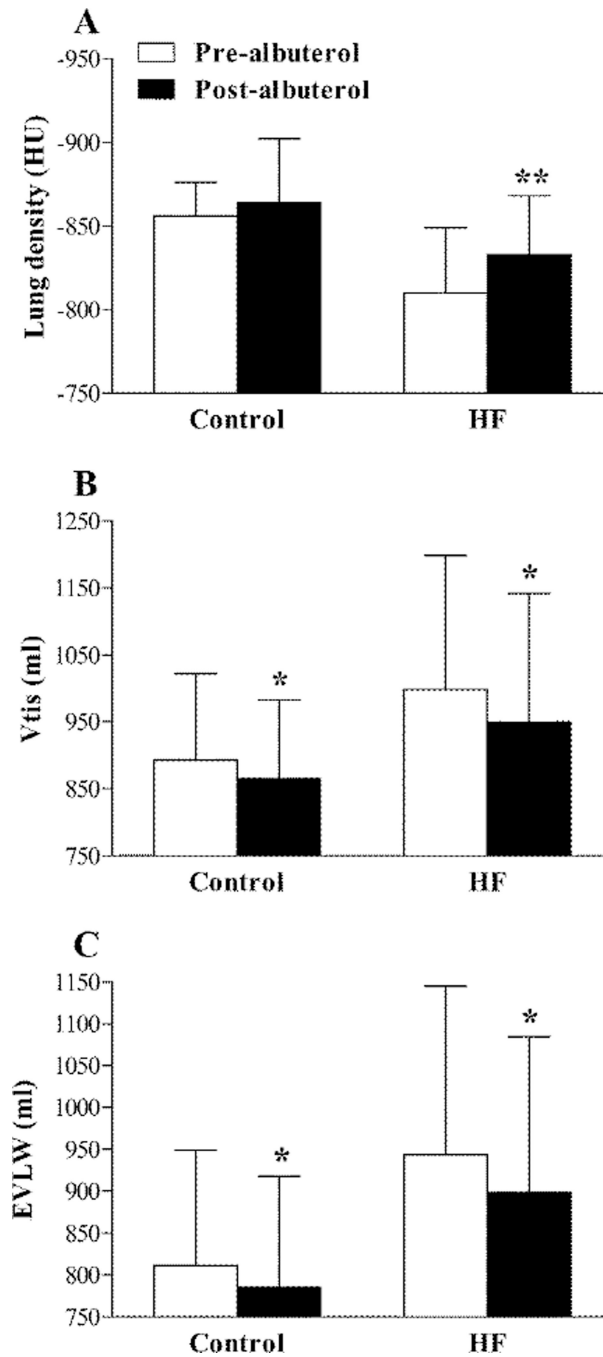 A
Pre-albuterol
Post-albuterol
Lung density (HU)
-950
-900
-850
-800
-750
**
Control HF
B
Vtis (ml)
1250
1150
1050
950
850
750
* *
Control HF
C
EVLW (ml)
1150
1100
1050
1000
950
900
850
800
750
* *
Control HF